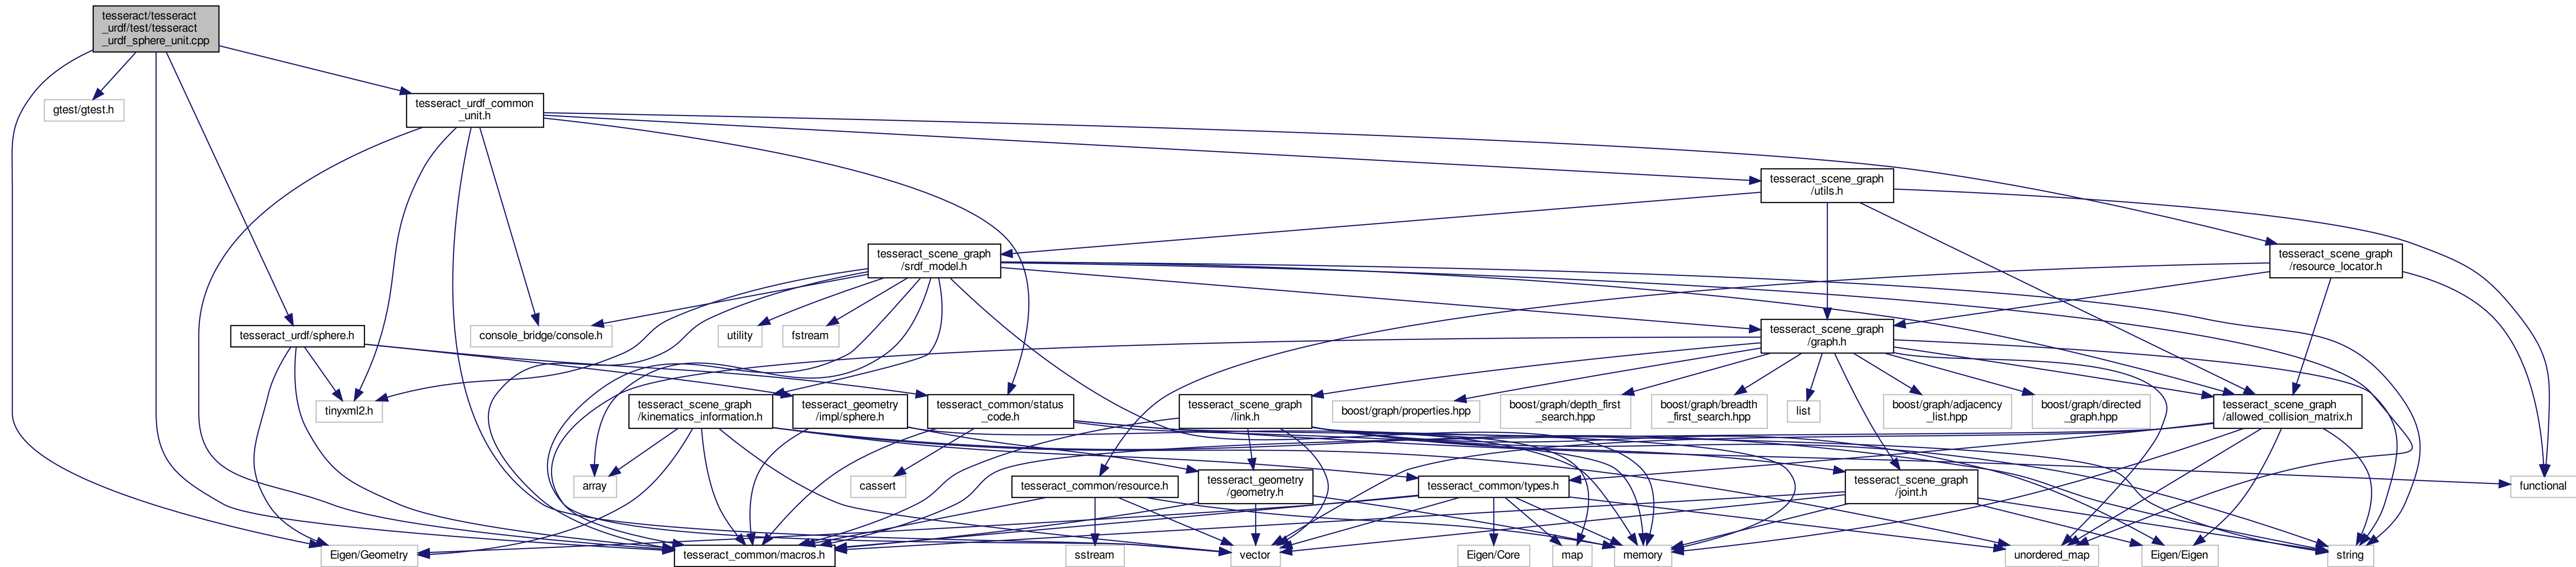 tesseract/tesseract
_urdf/test/tesseract
_urdf_sphere_unit.cpp
gtest/gtest.h
tesseract_urdf_common
_unit.h
tesseract_scene_graph
/utils.h
tesseract_scene_graph
/srdf_model.h
tesseract_scene_graph
/resource_locator.h
tesseract_urdf/sphere.h
console_bridge/console.h
utility
fstream
tesseract_scene_graph
/graph.h
tinyxml2.h
tesseract_scene_graph
/kinematics_information.h
tesseract_geometry
/impl/sphere.h
tesseract_common/status
_code.h
tesseract_scene_graph
/link.h
boost/graph/properties.hpp
boost/graph/depth_first
_search.hpp
boost/graph/breadth
_first_search.hpp
list
boost/graph/adjacency
_list.hpp
boost/graph/directed
_graph.hpp
tesseract_scene_graph
/allowed_collision_matrix.h
array
cassert
tesseract_common/resource.h
tesseract_geometry
/geometry.h
tesseract_common/types.h
tesseract_scene_graph
/joint.h
functional
Eigen/Geometry
tesseract_common/macros.h
sstream
vector
Eigen/Core
map
memory
unordered_map
Eigen/Eigen
string